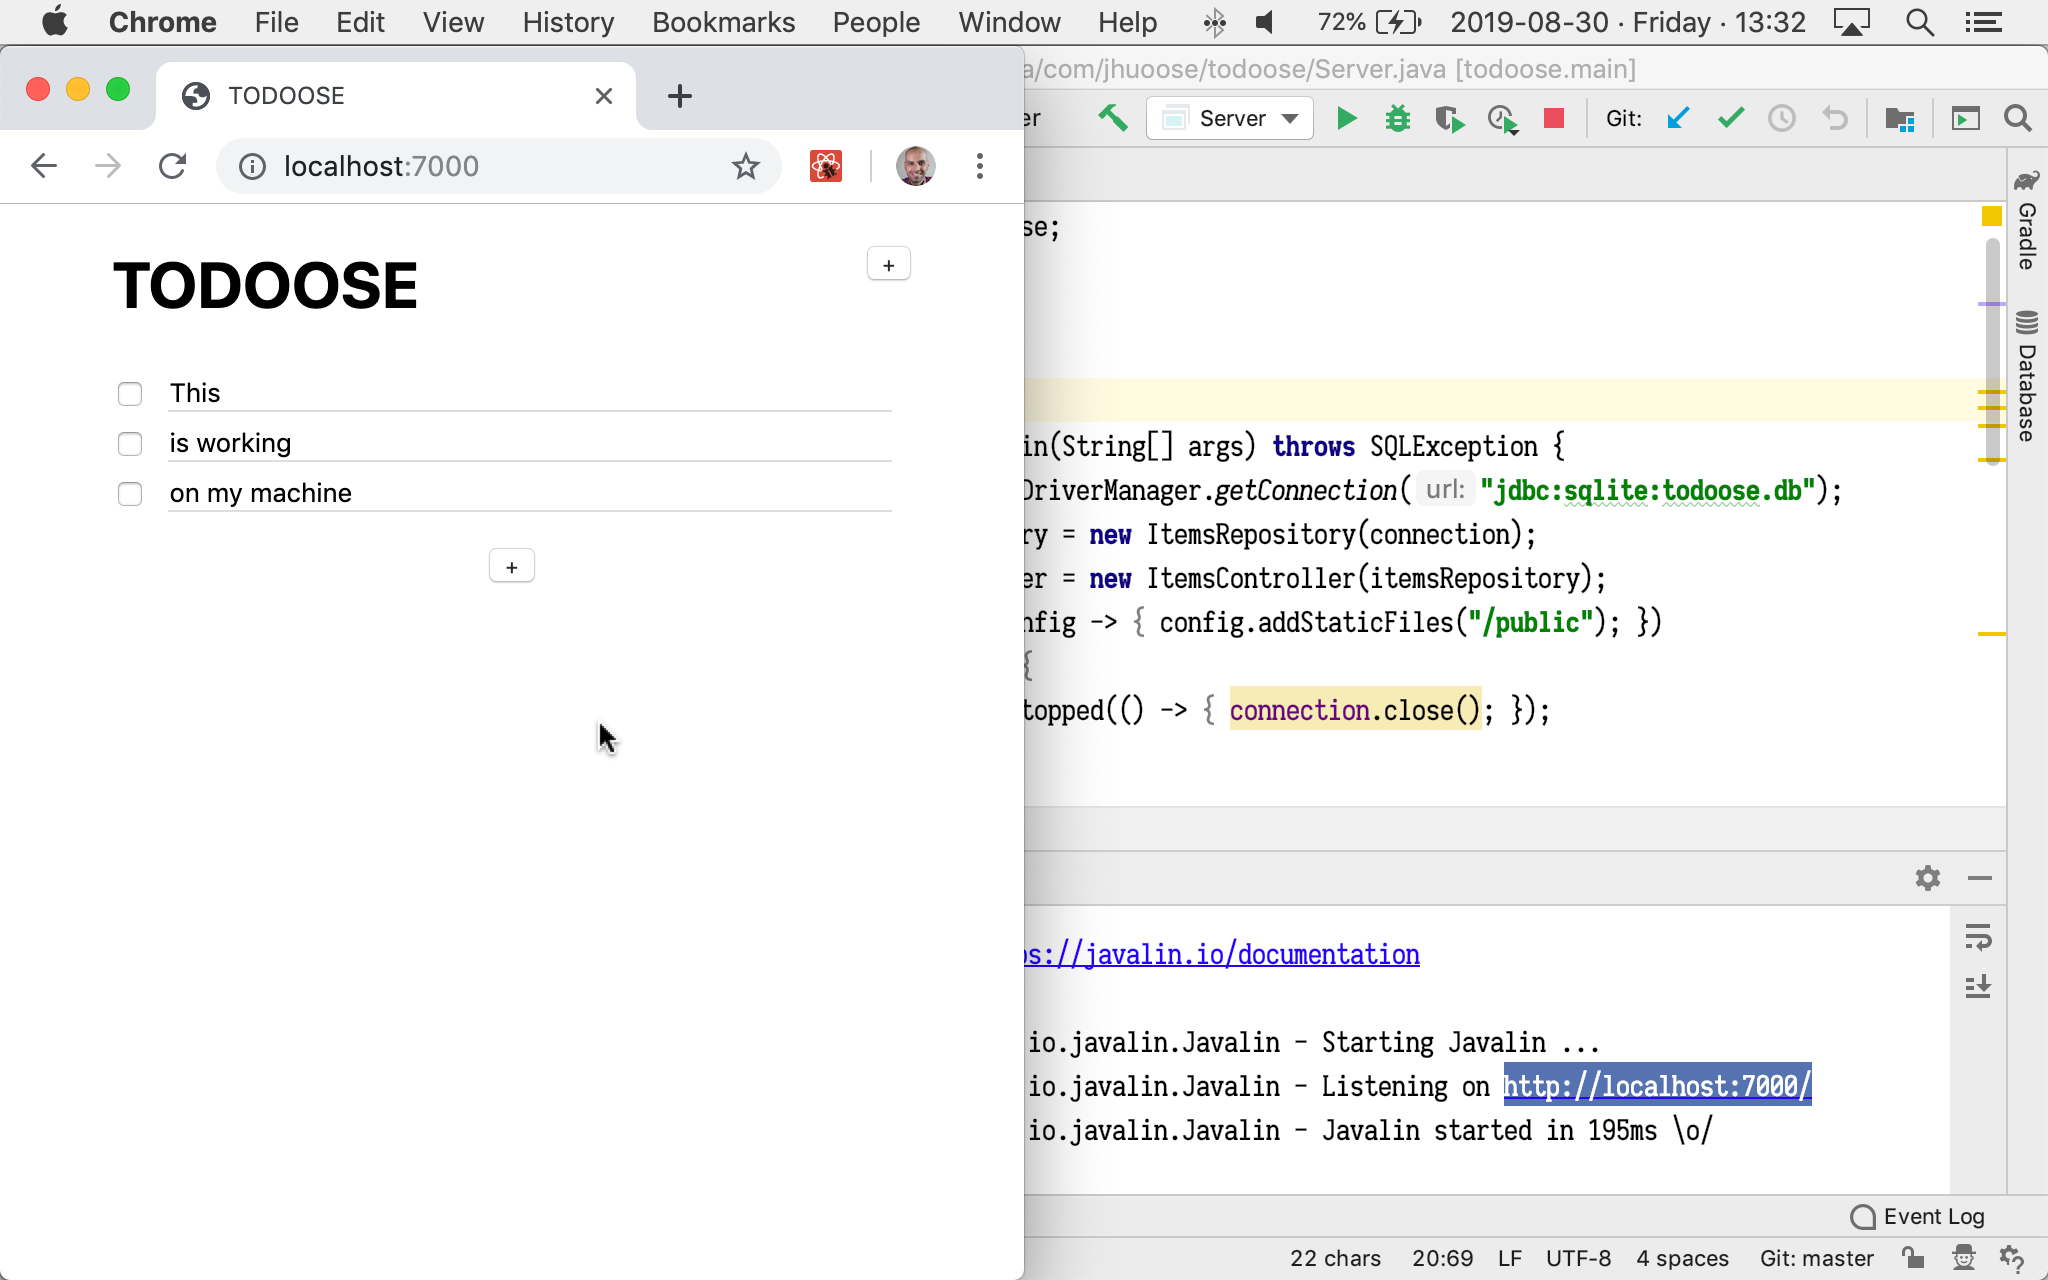 Chrome File Edit View History Bookmarks People Window Help 72% 2019-08-30 · Friday · 13:32
TODOOSE
localhost:7000
TODOOSE
+
This
is working
on my machine
+
a/com/jhuoose/todoose/Server.java [todoose.main]
er Server Git:
se;
in(String[] args) throws SQLException {
DriverManager.getConnection( url: "jdbc:sqlite:todoose.db");
ry = new ItemsRepository(connection);
er = new ItemsController(itemsRepository);
nfig -> { config.addStaticFiles("/public"); })
{
topped(() -> { connection.close(); });
ps://javalin.io/documentation
io.javalin.Javalin - Starting Javalin ...
io.javalin.Javalin - Listening on http://localhost:7000/
io.javalin.Javalin - Javalin started in 195ms \o/
Gradle
Database
Event Log
22 chars 20:69 LF UTF-8 4 spaces Git: master